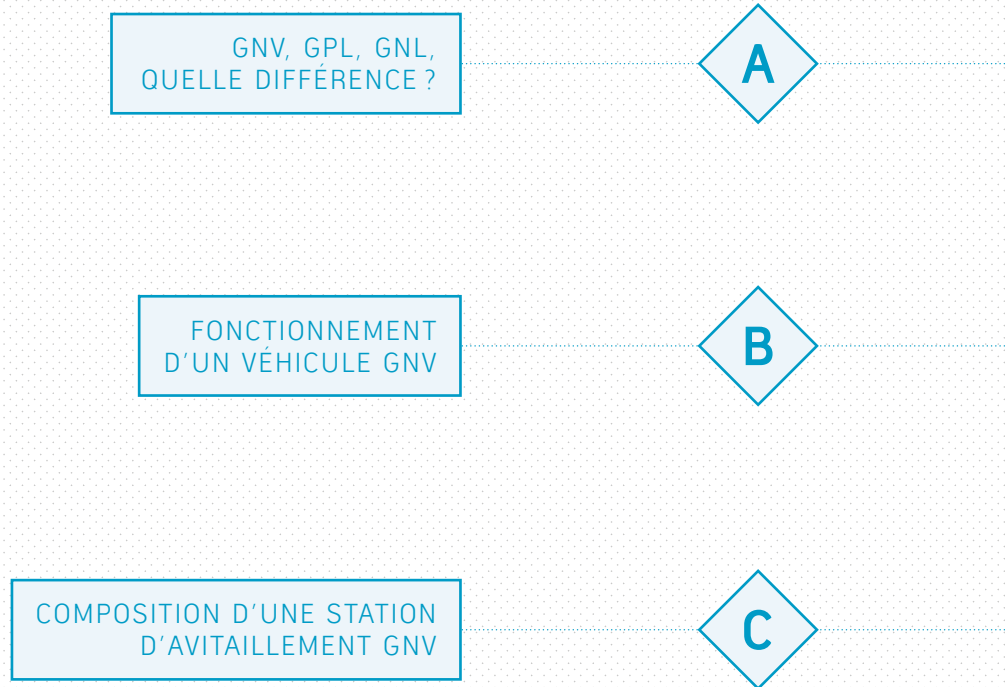 GNV, GPL, GNL,
QUELLE DIFFÉRENCE ?
A
FONCTIONNEMENT
D'UN VÉHICULE GNV
B
COMPOSITION D'UNE STATION
D'AVITAILLEMENT GNV
C